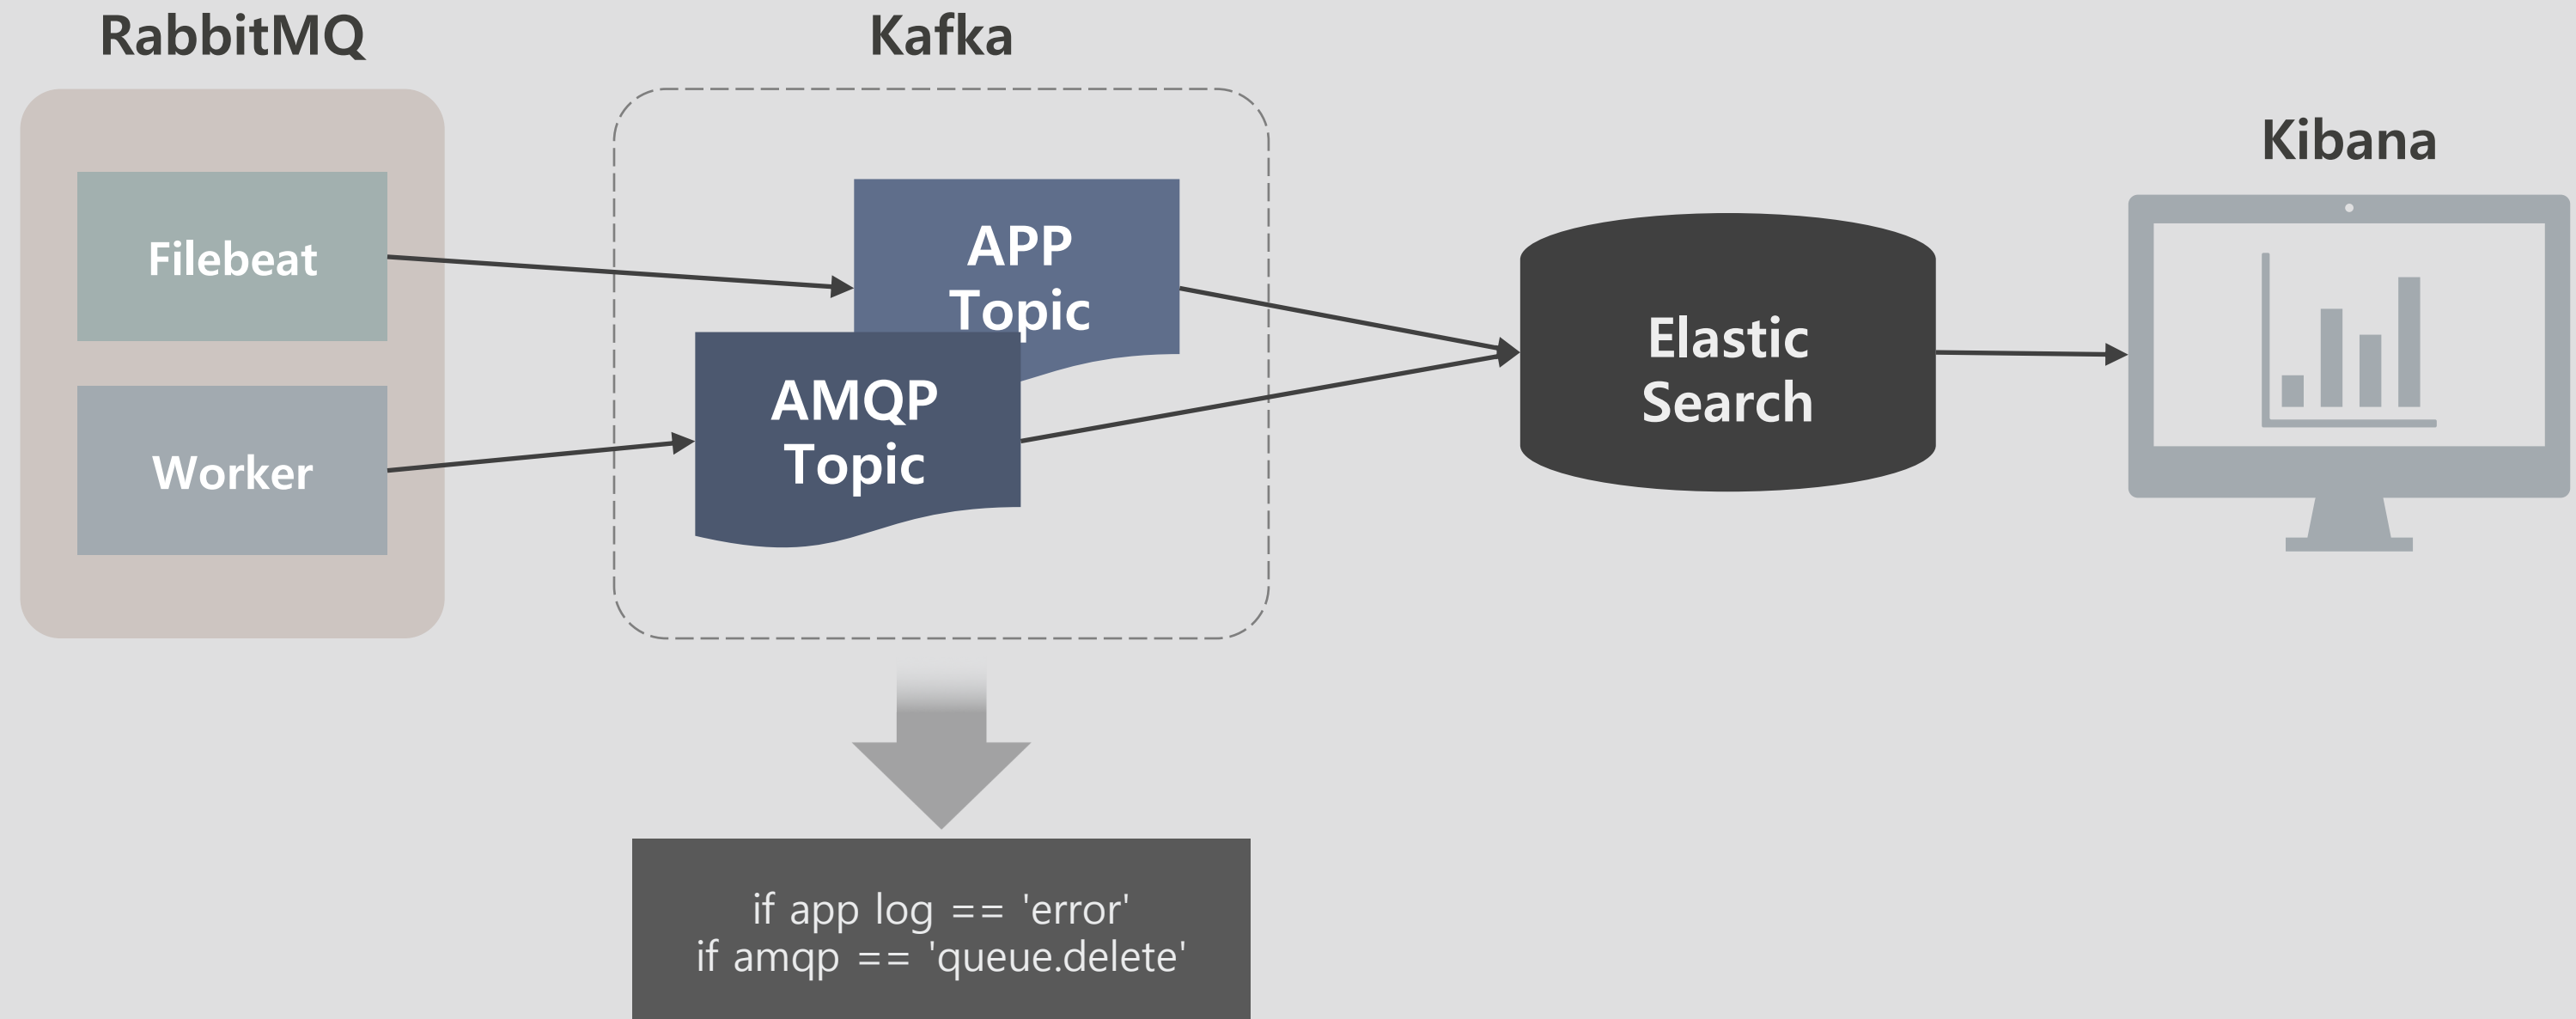 RabbitMQ
Kafka
Kibana
Filebeat
Worker
APP
Topic
AMQP
Topic
Elastic
Search
if app log == 'error'
if amqp == 'queue.delete'